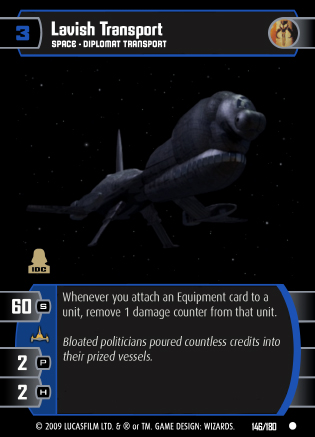 3 Lavish Transport
SPACE - DIPLOMAT TRANSPORT
IDC
60 S
Whenever you attach an Equipment card to a
unit, remove 1 damage counter from that unit.
Bloated politicians poured countless credits into
their prized vessels.
2 P
2 H
© 2009 LUCASFILM LTD. & ® or TM. GAME DESIGN: WIZARDS. 146/180